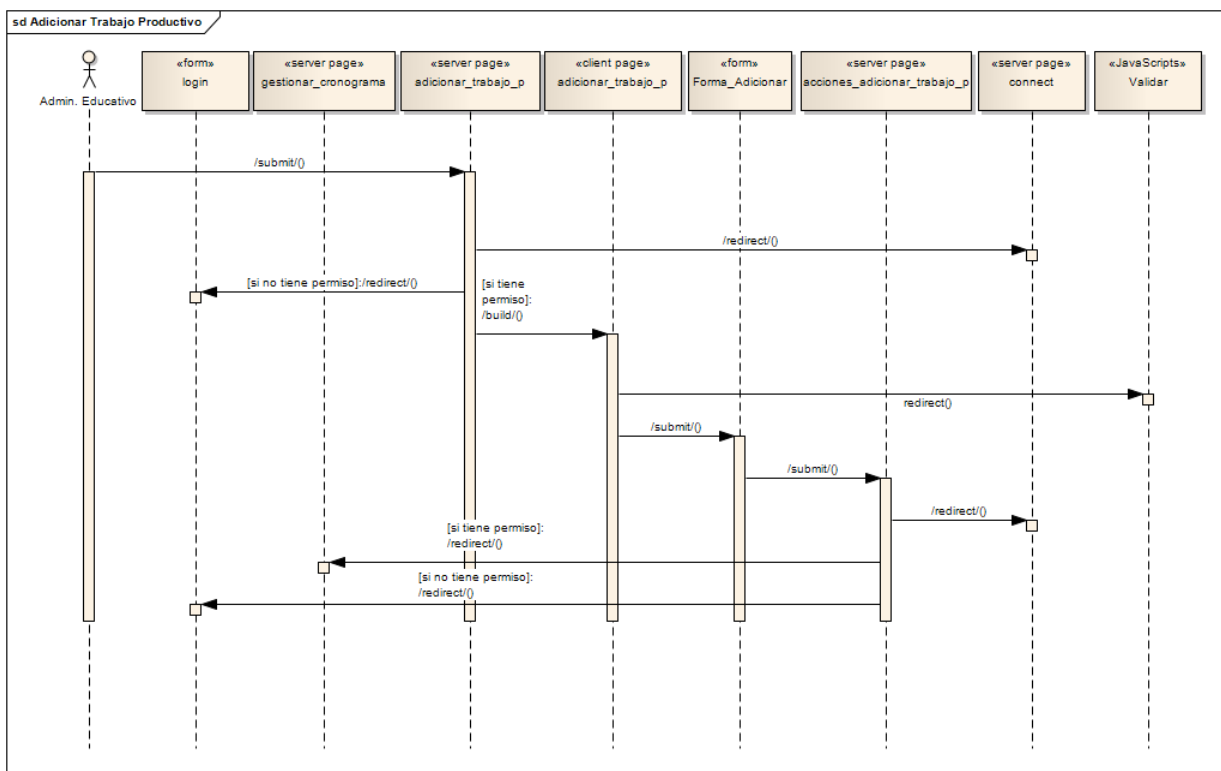 sd Adicionar Trabajo Productivo
Admin. Educativo
«form»
login
«server page»
gestionar_cronograma
«server page»
adicionar_trabajo_p
«client page»
adicionar_trabajo_p
«form»
Forma_Adicionar
«server page»
acciones_adicionar_trabajo_p
«server page»
connect
«JavaScripts»
Validar
/submit/()
/redirect/()
[si no tiene permiso]:/redirect/()
[si tiene
permiso]:
/build/()
redirect()
/submit/()
/submit/()
/redirect/()
[si tiene permiso]:
/redirect/()
[si no tiene permiso]:
/redirect/()